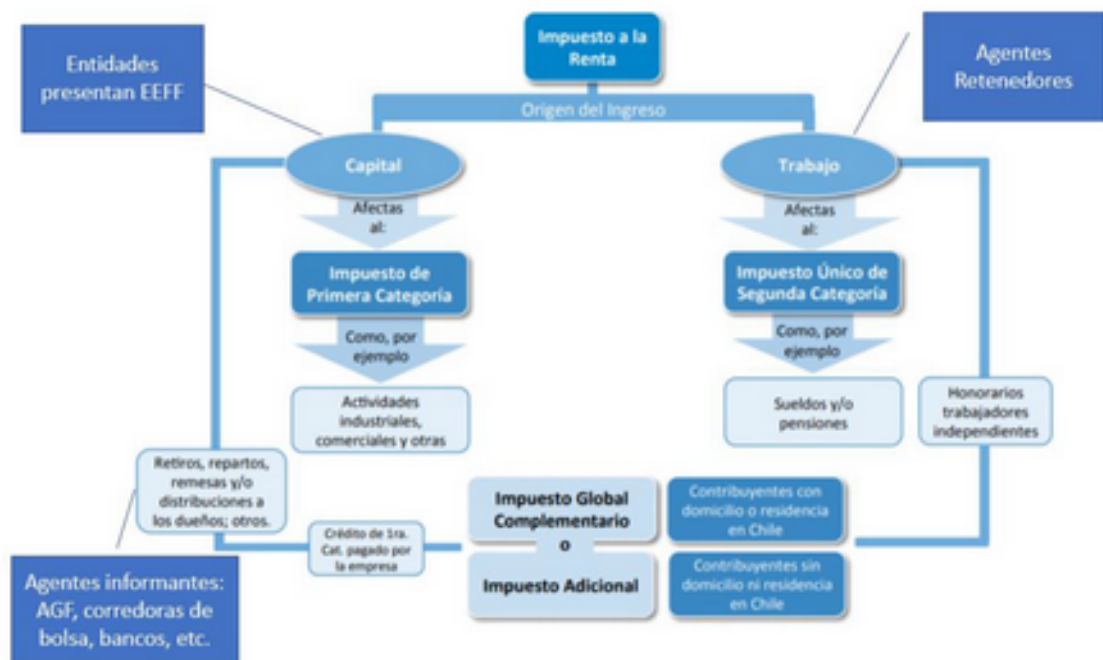 Impuesto a la
Renta
Entidades
presentan EEFF
Agentes
Retenedores
Origen del Ingreso
Capital
Trabajo
Afectas
al:
Afectas
al:
Impuesto de
Primera Categoría
Impuesto Único de
Segunda Categoría
Como, por
ejemplo
Como, por
ejemplo
Actividades
industriales,
comerciales y otras
Sueldos y/o
pensiones
Honorarios
trabajadores
independientes
Retiros, repartos,
remesas y/o
distribuciones a
los dueños; otros.
Crédito de 1ra.
Cat. pagado por
la empresa
Impuesto Global
Complementario
o
Impuesto Adicional
Contribuyentes con
domicilio o residencia
en Chile
Contribuyentes sin
domicilio ni residencia
en Chile
Agentes informantes:
AGF, corredoras de
bolsa, bancos, etc.